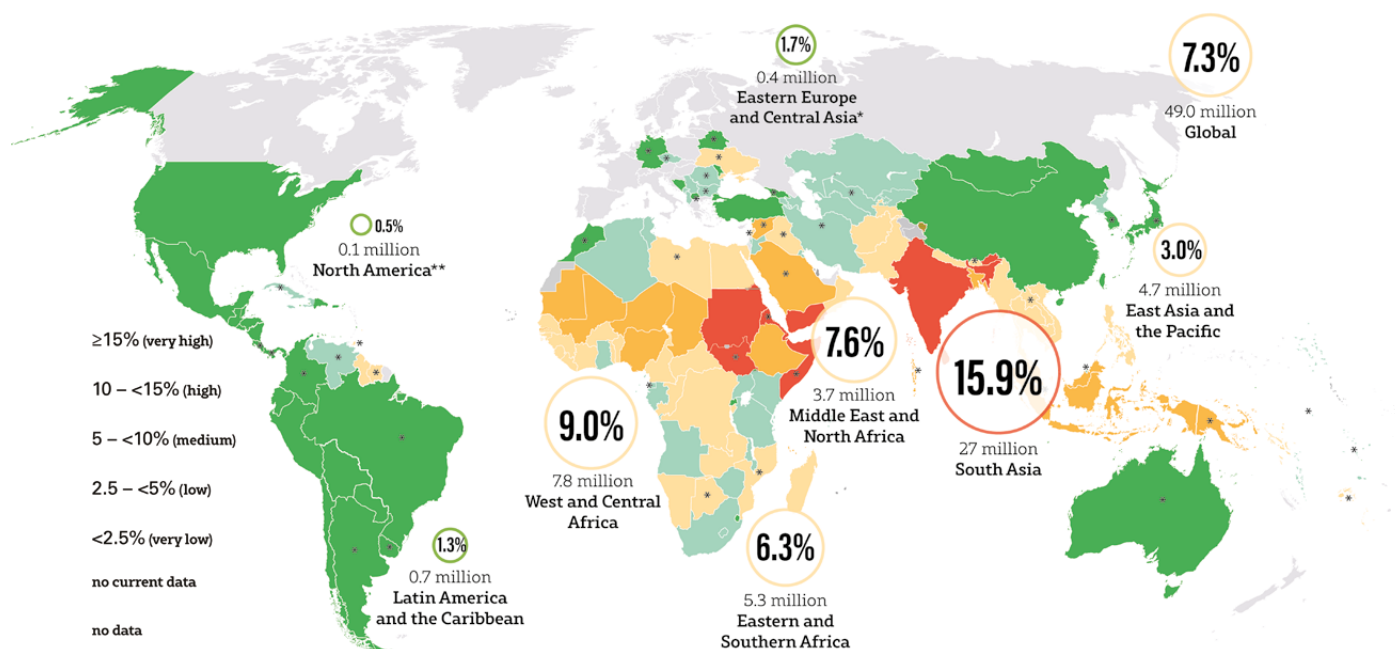 1.7%
0.4 million
Eastern Europe
and Central Asia*
7.3%
49.0 million
Global
0.5%
0.1 million
North America**
3.0%
4.7 million
East Asia and
the Pacific
≥15% (very high)
10 – <15% (high)
5 – <10% (medium)
2.5 – <5% (low)
<2.5% (very low)
no current data
no data
7.6%
3.7 million
Middle East and
North Africa
15.9%
27 million
South Asia
9.0%
7.8 million
West and Central
Africa
6.3%
5.3 million
Eastern and
Southern Africa
1.3%
0.7 million
Latin America
and the Caribbean